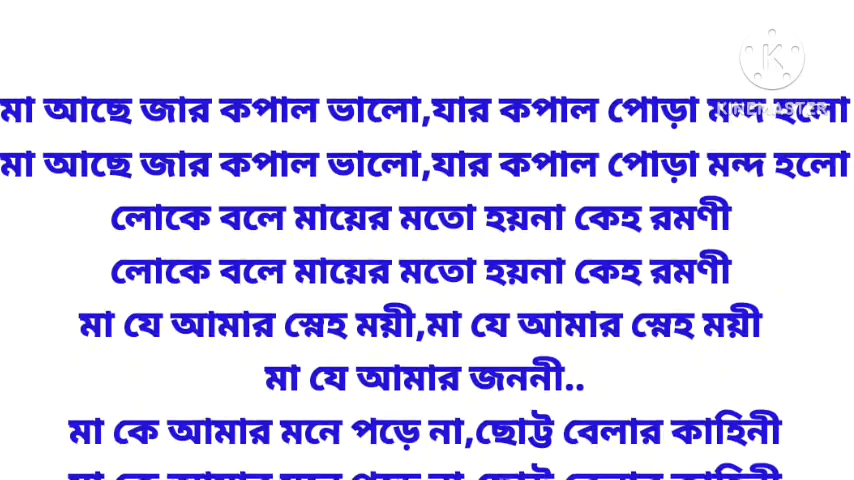 মা আছে জার কপাল ভালো,যার কপাল পোড়া মন্দ হলো
KINEMASTER
মা আছে জার কপাল ভালো,যার কপাল পোড়া মন্দ হলো
লোকে বলে মায়ের মতো হয়না কেহ রমণী
লোকে বলে মায়ের মতো হয়না কেহ রমণী
মা যে আমার স্নেহ ময়ী,মা যে আমার স্নেহ ময়ী
মা যে আমার জননী..
মা কে আমার মনে পড়ে না,ছোট্ট বেলার কাহিনী